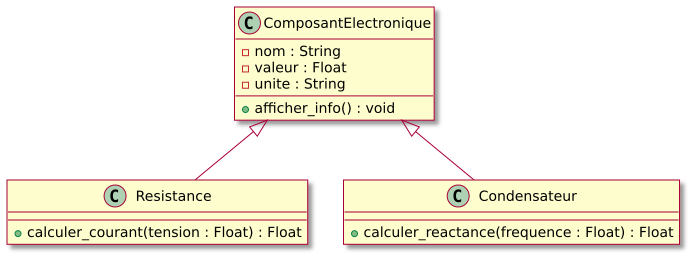 C ComposantElectronique
nom : String
valeur : Float
unite : String
afficher_info() : void
C Resistance
calculer_courant(tension : Float) : Float
C Condensateur
calculer_reactance(frequence : Float) : Float